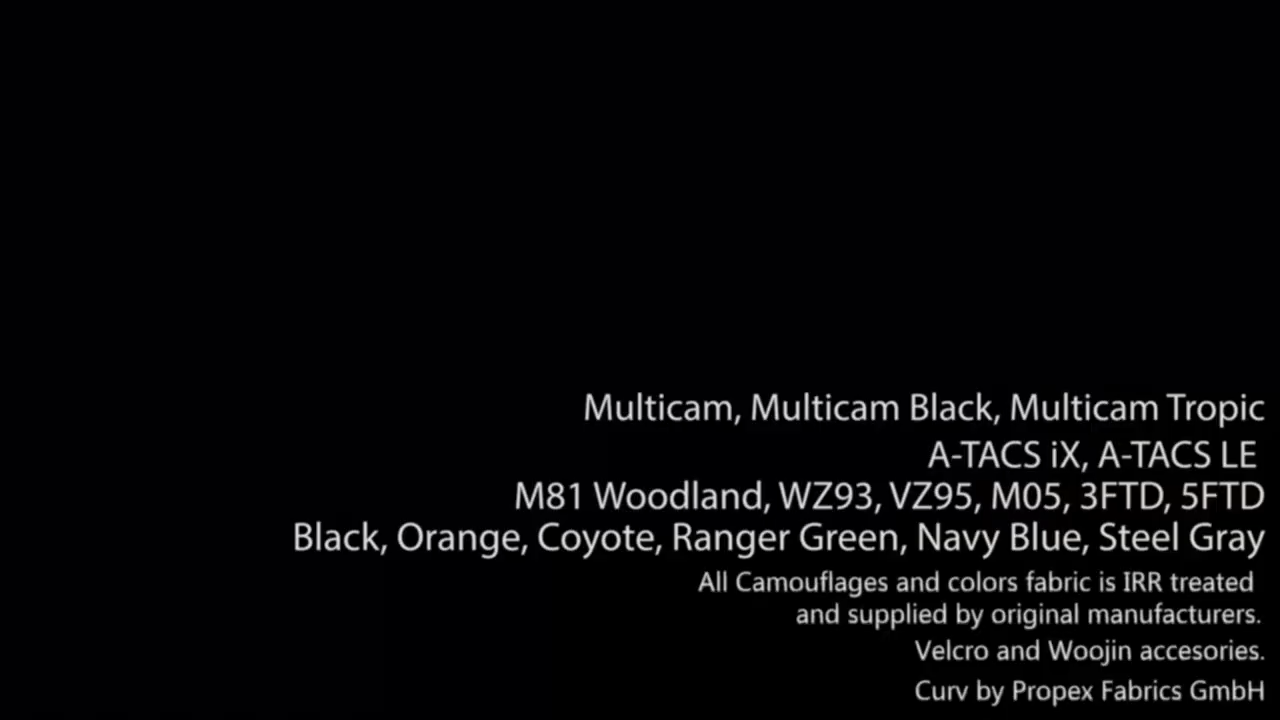 Multicam, Multicam Black, Multicam Tropic
A-TACS iX, A-TACS LE
M81 Woodland, WZ93, VZ95, M05, 3FTD, 5FTD
Black, Orange, Coyote, Ranger Green, Navy Blue, Steel Gray
All Camouflages and colors fabric is IRR treated
and supplied by original manufacturers.
Velcro and Woojin accesories.
Curv by Propex Fabrics GmbH